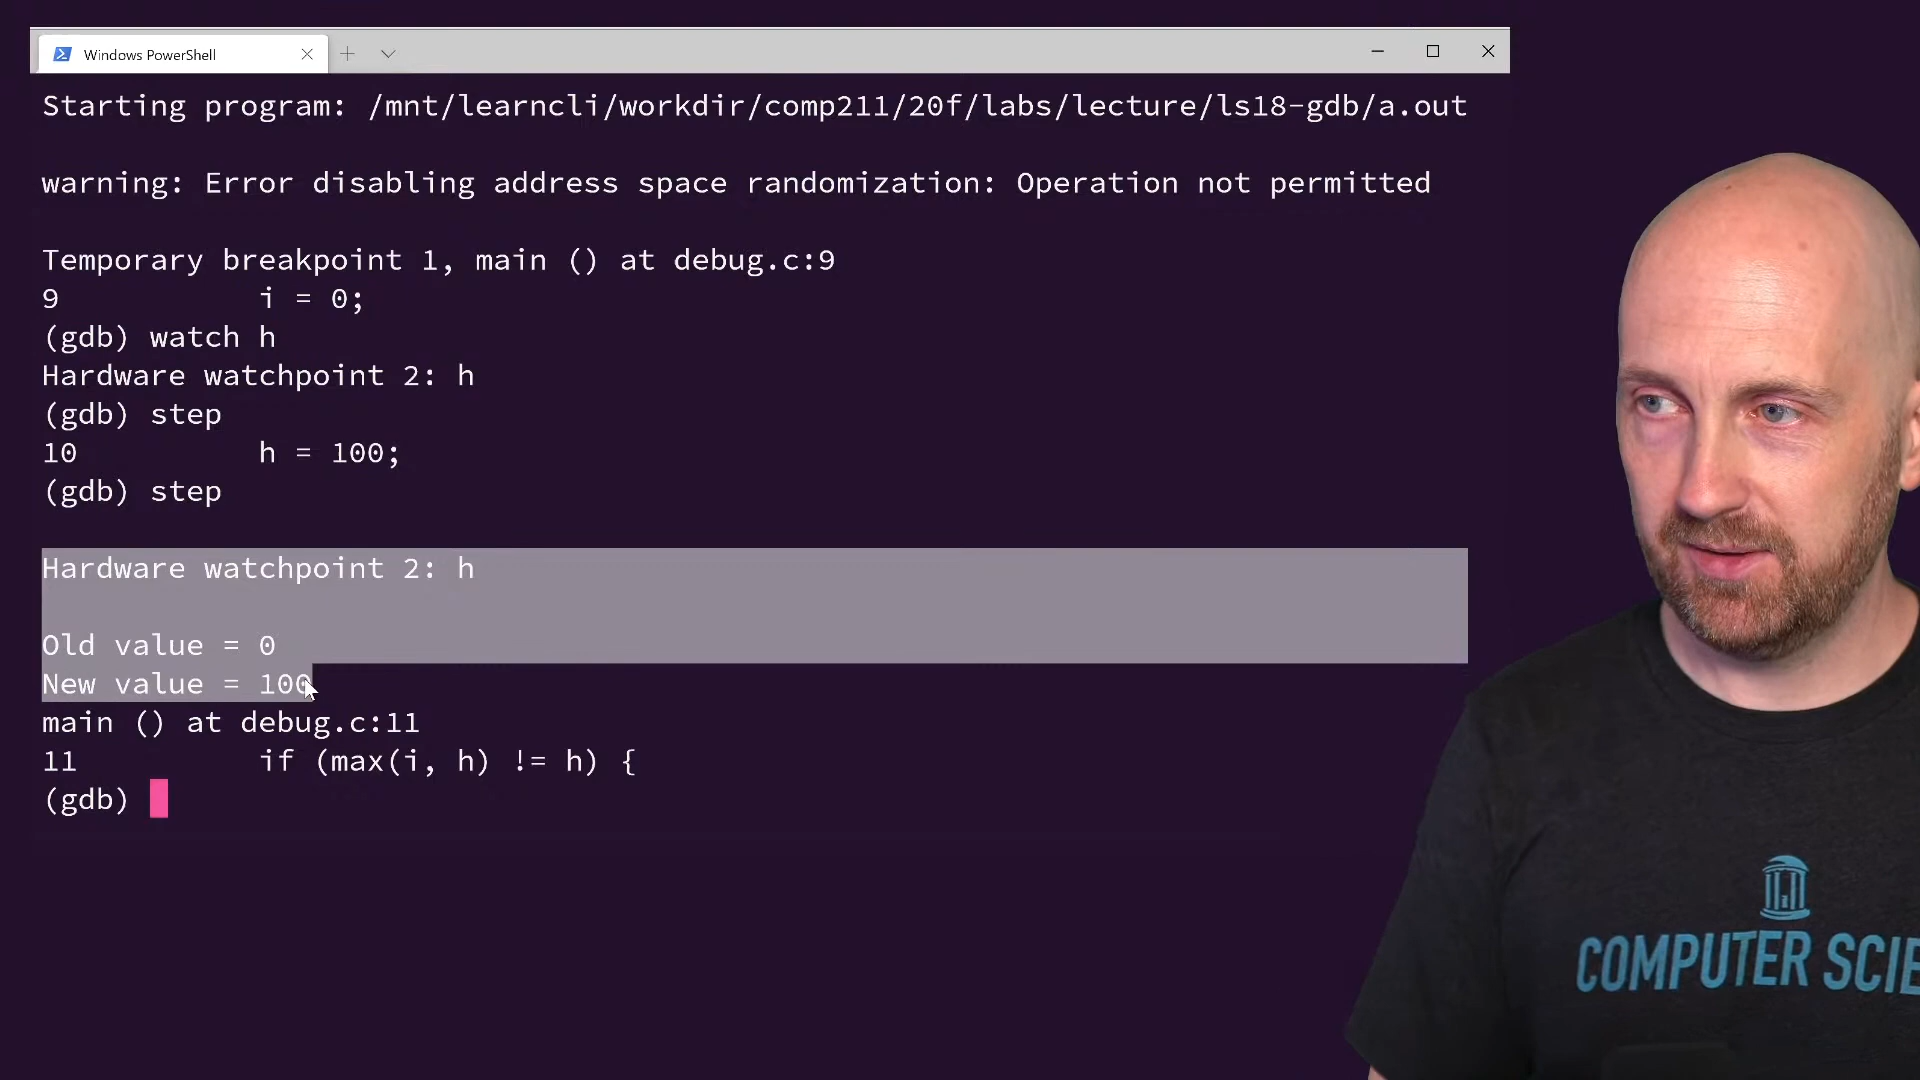 Windows PowerShell
Starting program: /mnt/learncli/workdir/comp211/20f/labs/lecture/ls18-gdb/a.out
warning: Error disabling address space randomization: Operation not permitted
Temporary breakpoint 1, main () at debug.c:9
9 i = 0;
(gdb) watch h
Hardware watchpoint 2: h
(gdb) step
10 h = 100;
(gdb) step
Hardware watchpoint 2: h
Old value = 0
New value = 100
main () at debug.c:11
11 if (max(i, h) != h) {
(gdb)
COMPUTER SCIE